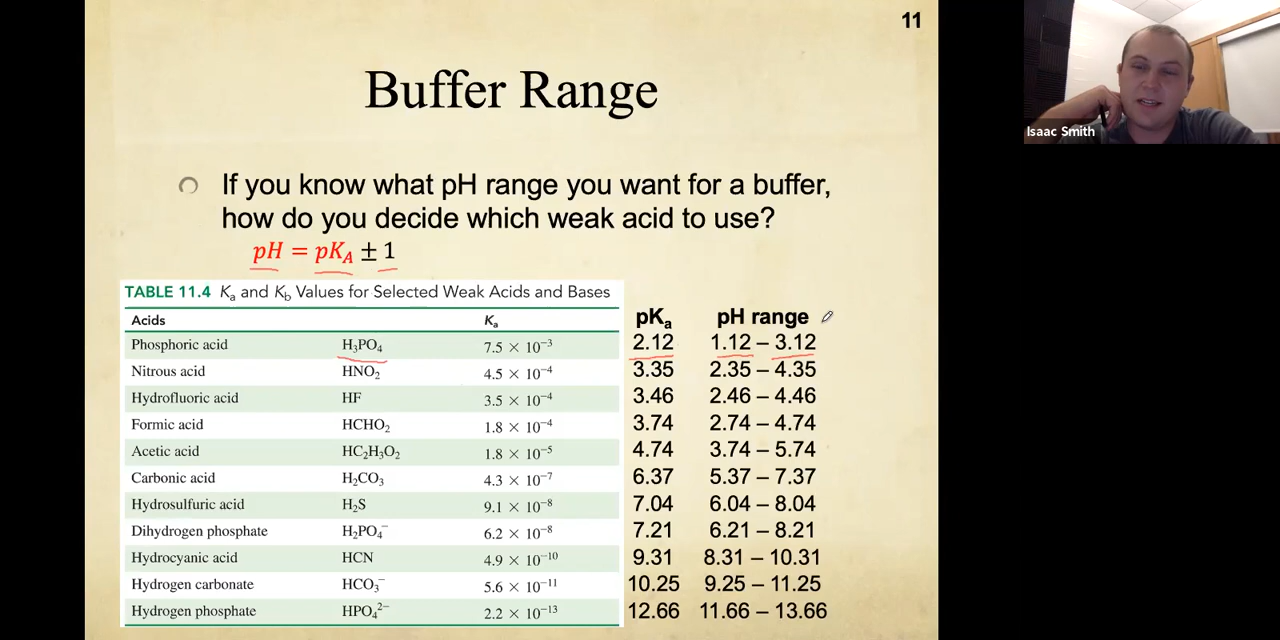 11
Buffer Range
If you know what pH range you want for a buffer,
how do you decide which weak acid to use?
pH = pK_A ± 1
TABLE 11.4 Kₐ and K_b Values for Selected Weak Acids and Bases
Acids Kₐ pKₐ pH range
Phosphoric acid H₃PO₄ 7.5 × 10⁻³ 2.12 1.12 – 3.12
Nitrous acid HNO₂ 4.5 × 10⁻⁴ 3.35 2.35 – 4.35
Hydrofluoric acid HF 3.5 × 10⁻⁴ 3.46 2.46 – 4.46
Formic acid HCHO₂ 1.8 × 10⁻⁴ 3.74 2.74 – 4.74
Acetic acid HC₂H₃O₂ 1.8 × 10⁻⁵ 4.74 3.74 – 5.74
Carbonic acid H₂CO₃ 4.3 × 10⁻⁷ 6.37 5.37 – 7.37
Hydrosulfuric acid H₂S 9.1 × 10⁻⁸ 7.04 6.04 – 8.04
Dihydrogen phosphate H₂PO₄⁻ 6.2 × 10⁻⁸ 7.21 6.21 – 8.21
Hydrocyanic acid HCN 4.9 × 10⁻¹⁰ 9.31 8.31 – 10.31
Hydrogen carbonate HCO₃⁻ 5.6 × 10⁻¹¹ 10.25 9.25 – 11.25
Hydrogen phosphate HPO₄²⁻ 2.2 × 10⁻¹³ 12.66 11.66 – 13.66
Isaac Smith